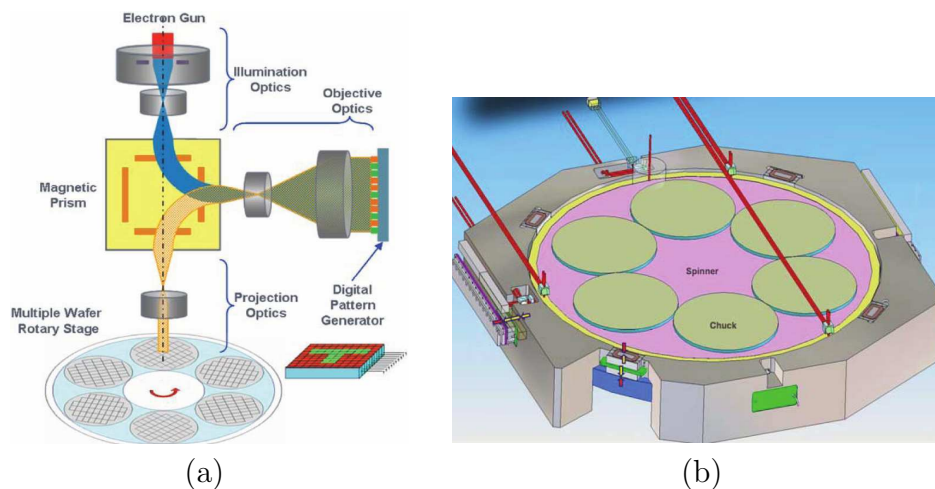 Electron Gun
Illumination
Optics
Objective
Optics
Magnetic
Prism
Digital
Pattern
Generator
Projection
Optics
Multiple Wafer
Rotary Stage
Spinner
Chuck
(a)
(b)